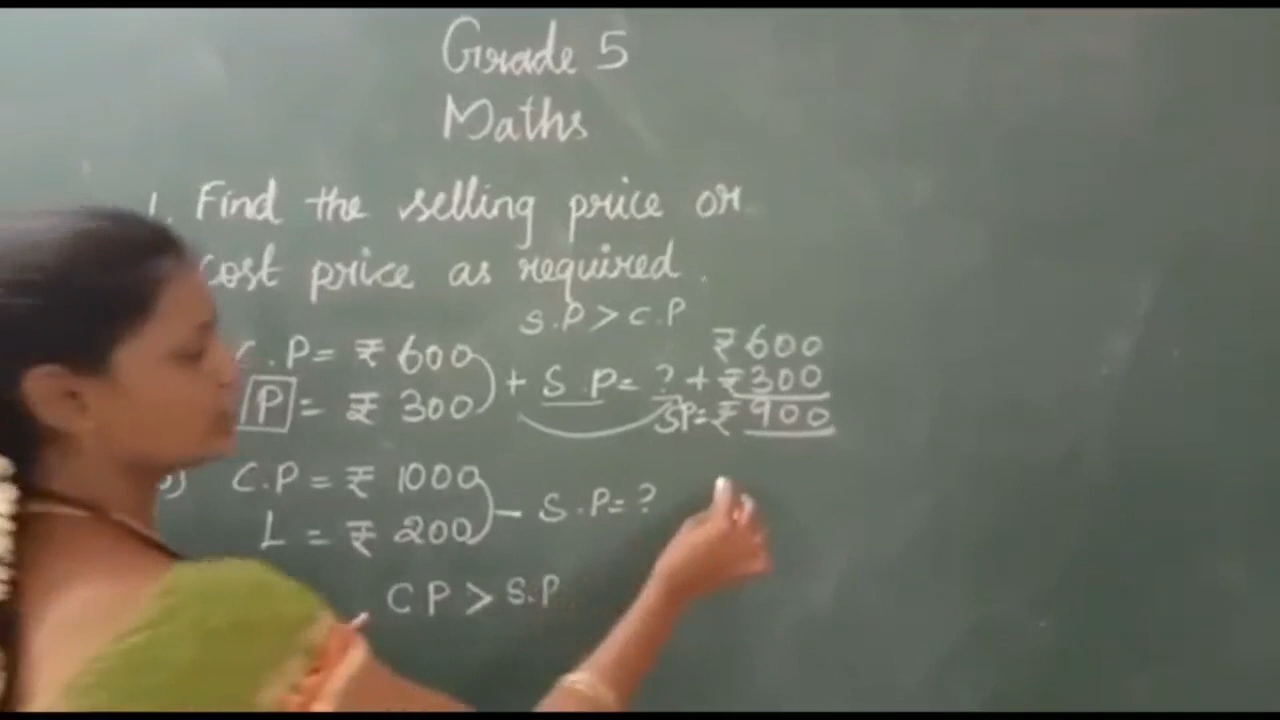 Grade 5
Maths
1. Find the selling price or
cost price as required.
S.P > C.P
C.P = ₹ 600 ) + S.P = ? ₹600
P = ₹ 300 + ₹300
SP = ₹ 900
b) C.P = ₹ 1000 ) - S.P = ?
L = ₹ 200
CP > S.P